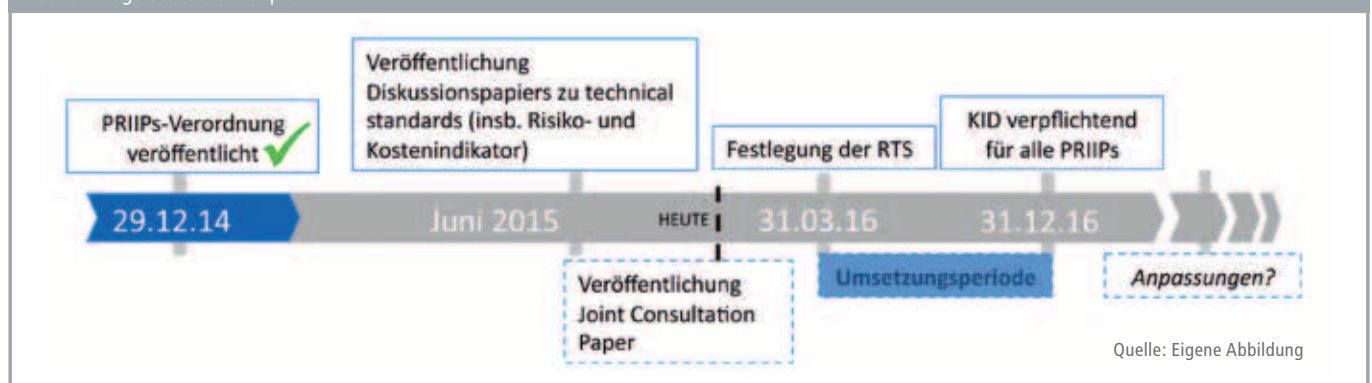 PRIIPs-Verordnung
veröffentlicht
Veröffentlichung
Diskussionspapiers zu technical
standards (insb. Risiko- und
Kostenindikator)
Festlegung der RTS
KID verpflichtend
für alle PRIIPs
29.12.14
Juni 2015
HEUTE
31.03.16
31.12.16
Veröffentlichung
Joint Consultation
Paper
Umsetzungsperiode
Anpassungen?
Quelle: Eigene Abbildung